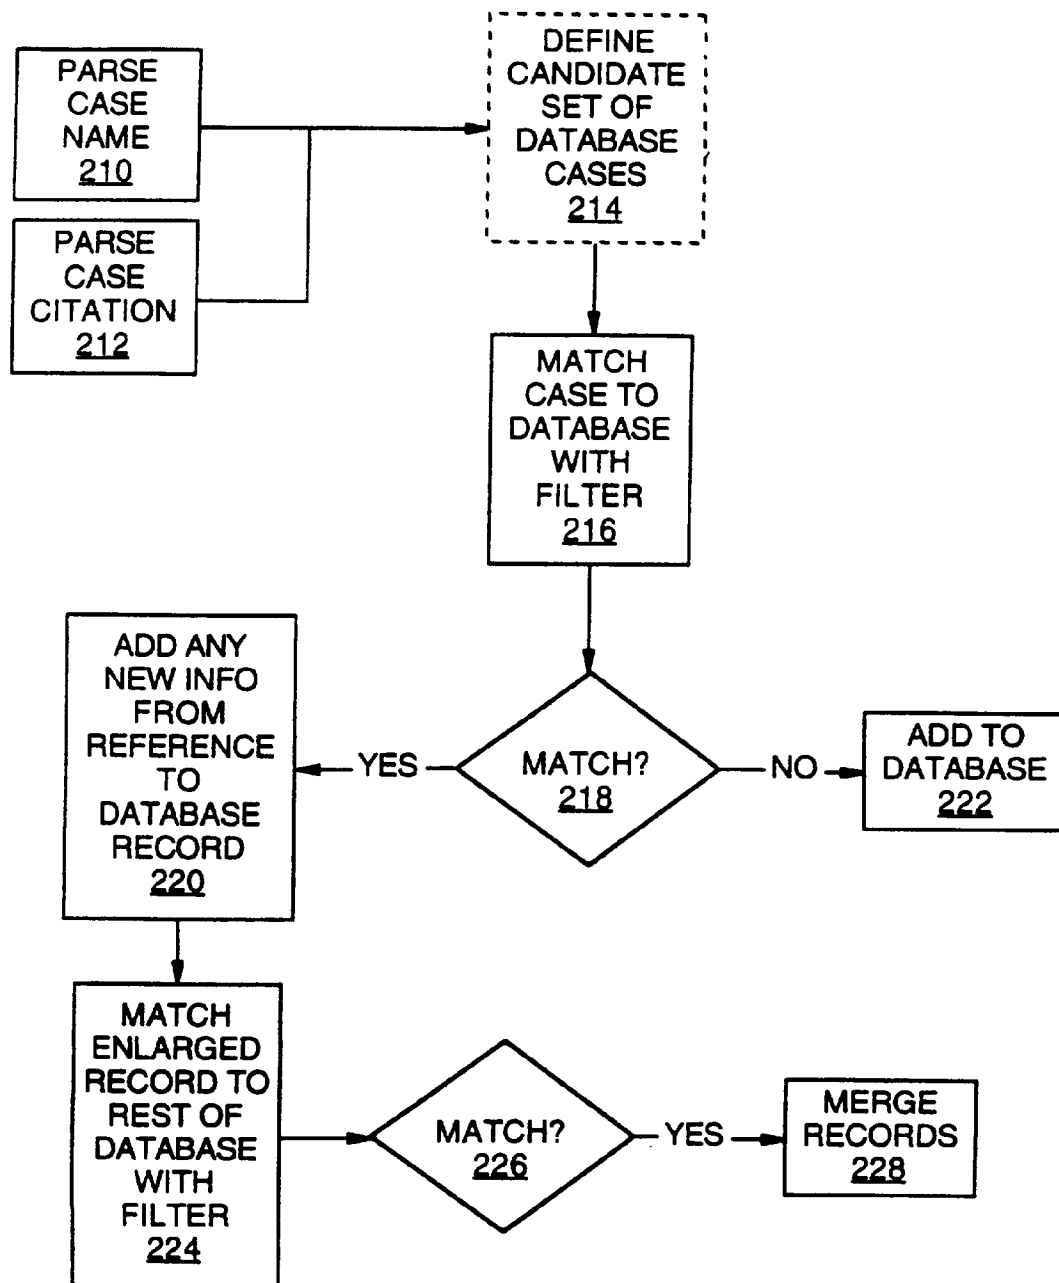 PARSE
CASE
NAME
210
PARSE
CASE
CITATION
212
DEFINE
CANDIDATE
SET OF
DATABASE
CASES
214
MATCH
CASE TO
DATABASE
WITH
FILTER
216
MATCH?
218
YES
NO
ADD ANY
NEW INFO
FROM
REFERENCE
TO
DATABASE
RECORD
220
ADD TO
DATABASE
222
MATCH
ENLARGED
RECORD TO
REST OF
DATABASE
WITH
FILTER
224
MATCH?
226
YES
MERGE
RECORDS
228